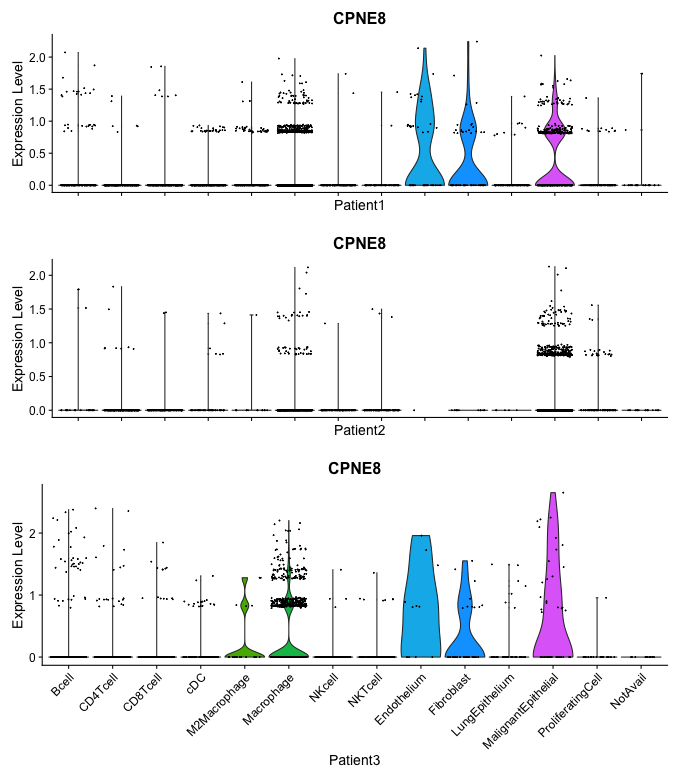 CPNE8
Expression Level
2.0
1.5
1.0
0.5
0.0
Patient1
CPNE8
Expression Level
2.0
1.5
1.0
0.5
0.0
Patient2
CPNE8
Expression Level
2
1
0
Bcell
CD4Tcell
CD8Tcell
cDC
M2Macrophage
Macrophage
NKcell
NKTcell
Endothelium
Fibroblast
LungEpithelium
MalignantEpithelial
ProliferatingCell
NotAvail
Patient3